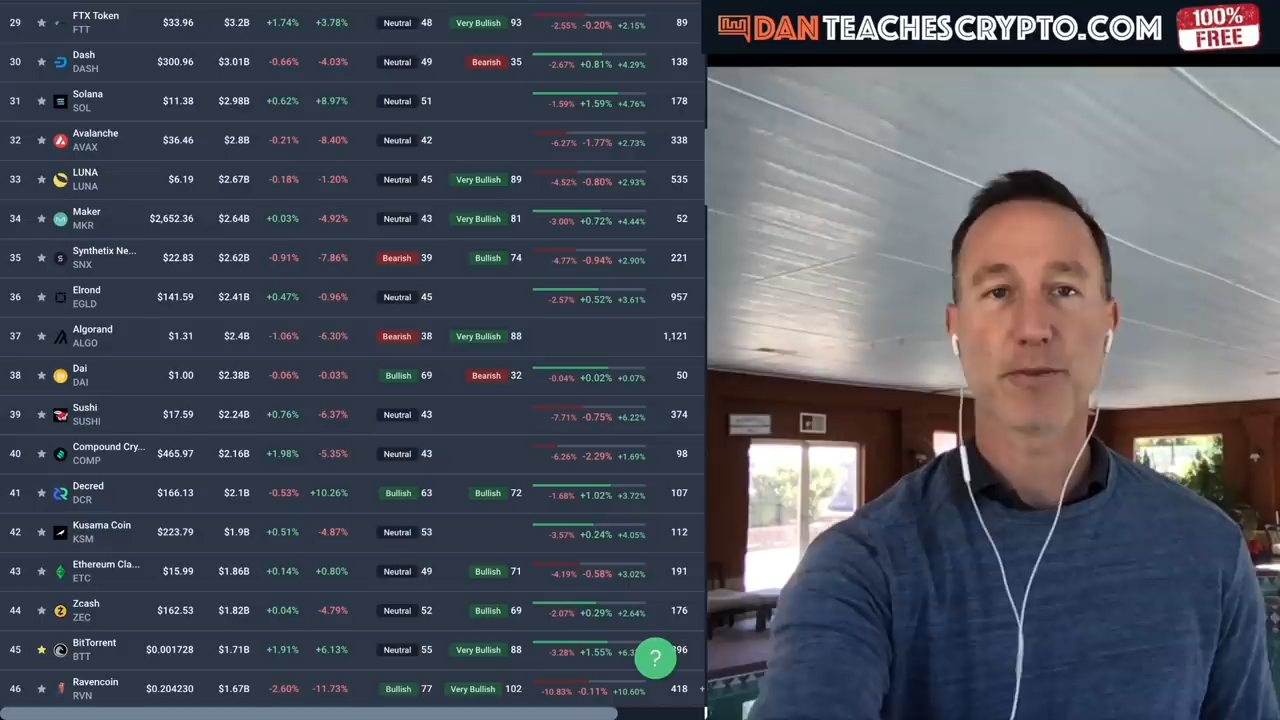 DANTEACHESCRYPTO.COM 100% FREE
29 FTX Token FTT $33.96 $3.2B +1.74% +3.78% Neutral 48 Very Bullish 93 -2.55% -0.20% +2.15% 89
30 Dash DASH $300.96 $3.01B -0.66% -4.03% Neutral 49 Bearish 35 -2.67% +0.81% +4.29% 138
31 Solana SOL $11.38 $2.98B +0.62% +8.97% Neutral 51 -1.59% +1.59% +4.76% 178
32 Avalanche AVAX $36.46 $2.8B -0.21% -8.40% Neutral 42 -6.27% -1.77% +2.73% 338
33 LUNA LUNA $6.19 $2.67B -0.18% -1.20% Neutral 45 Very Bullish 89 -4.52% -0.80% +2.93% 535
34 Maker MKR $2,652.36 $2.64B +0.03% -4.92% Neutral 43 Very Bullish 81 -3.00% +0.72% +4.44% 52
35 Synthetix Ne... SNX $22.83 $2.62B -0.91% -7.86% Bearish 39 Bullish 74 -4.77% -0.94% +2.90% 221
36 Elrond EGLD $141.59 $2.41B +0.47% -0.96% Neutral 45 -2.57% +0.52% +3.61% 957
37 Algorand ALGO $1.31 $2.4B -1.06% -6.30% Bearish 38 Very Bullish 88 1,121
38 Dai DAI $1.00 $2.38B -0.06% -0.03% Bullish 69 Bearish 32 -0.04% +0.02% +0.07% 50
39 Sushi SUSHI $17.59 $2.24B +0.76% -6.37% Neutral 43 -7.71% -0.75% +6.22% 374
40 Compound Cry... COMP $465.97 $2.16B +1.98% -5.35% Neutral 43 -6.26% -2.29% +1.69% 98
41 Decred DCR $166.13 $2.1B -0.53% +10.26% Bullish 63 Bullish 72 -1.68% +1.02% +3.72% 107
42 Kusama Coin KSM $223.79 $1.9B +0.51% -4.87% Neutral 53 -3.57% +0.24% +4.05% 112
43 Ethereum Cla... ETC $15.99 $1.86B +0.14% +0.80% Neutral 49 Bullish 71 -4.19% -0.58% +3.02% 191
44 Zcash ZEC $162.53 $1.82B +0.04% -4.79% Neutral 52 Bullish 69 -2.07% +0.29% +2.64% 176
45 BitTorrent BTT $0.001728 $1.71B +1.91% +6.13% Neutral 55 Very Bullish 88 -3.28% +1.55% ?
46 Ravencoin RVN $0.204230 $1.67B -2.60% -11.73% Bullish 77 Very Bullish 102 -10.83% -0.11% +10.60% 418